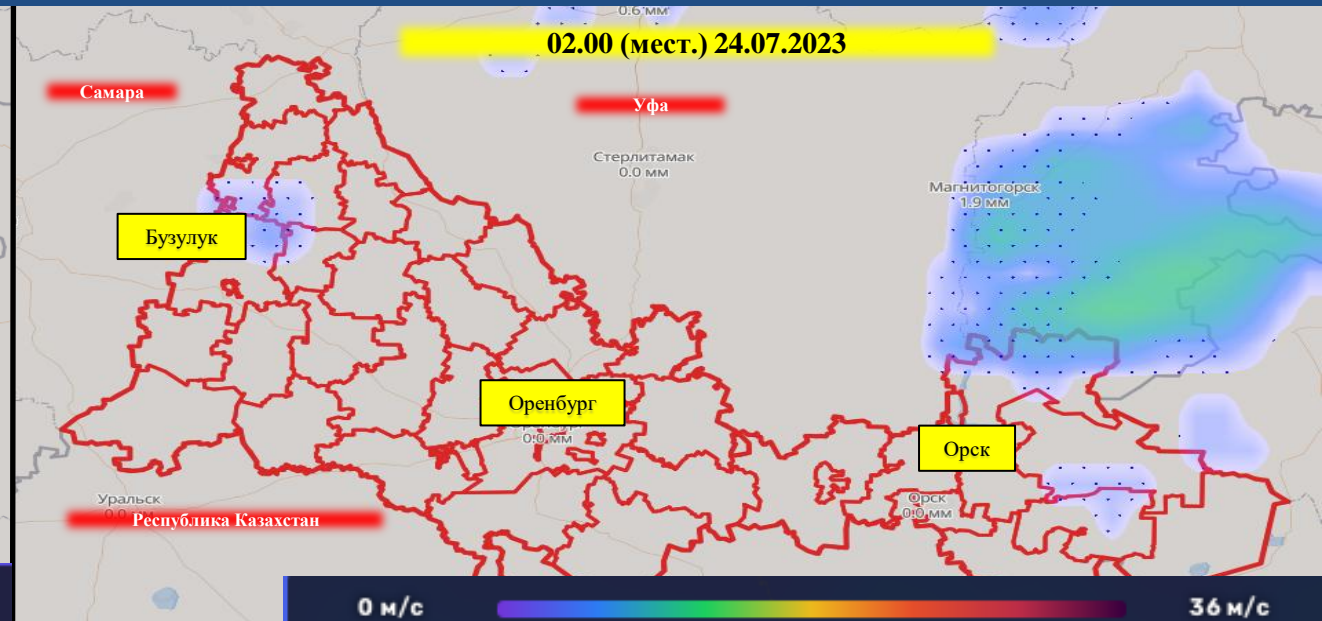 0.6 мм
02.00 (мест.) 24.07.2023
Самара
Уфа
Стерлитамак
0.0 мм
Магнитогорск
1.9 мм
Бузулук
Оренбург
0.0 мм
Орск
Уральск
Республика Казахстан
Орск
0.0 мм
0 м/с
36 м/с